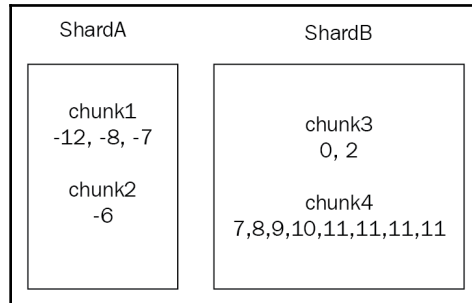 ShardA
chunk1
-12, -8, -7
chunk2
-6
ShardB
chunk3
0, 2
chunk4
7,8,9,10,11,11,11,11